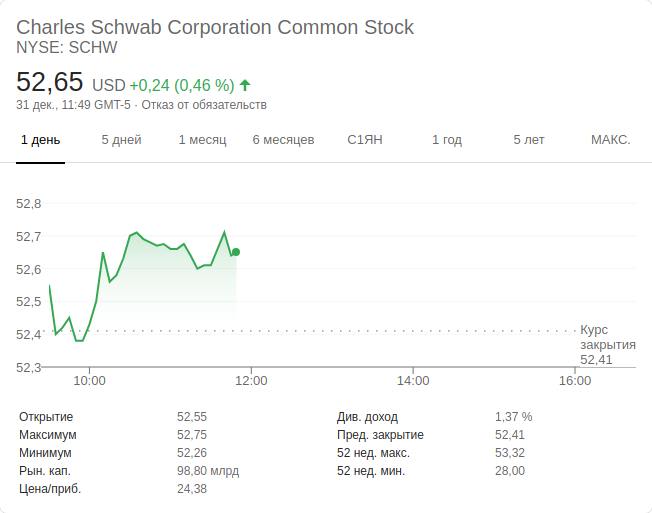 Charles Schwab Corporation Common Stock
NYSE: SCHW
52,65 USD +0,24 (0,46 %)
31 дек., 11:49 GMT-5 · Отказ от обязательств
1 день 5 дней 1 месяц 6 месяцев С1ЯН 1 год 5 лет МАКС.
52,8
52,7
52,6
52,5
52,4
52,3
Курс
закрытия
52,41
10:00 12:00 14:00 16:00
Открытие 52,55 Див. доход 1,37 %
Максимум 52,75 Пред. закрытие 52,41
Минимум 52,26 52 нед. макс. 53,32
Рын. кап. 98,80 млрд 52 нед. мин. 28,00
Цена/приб. 24,38